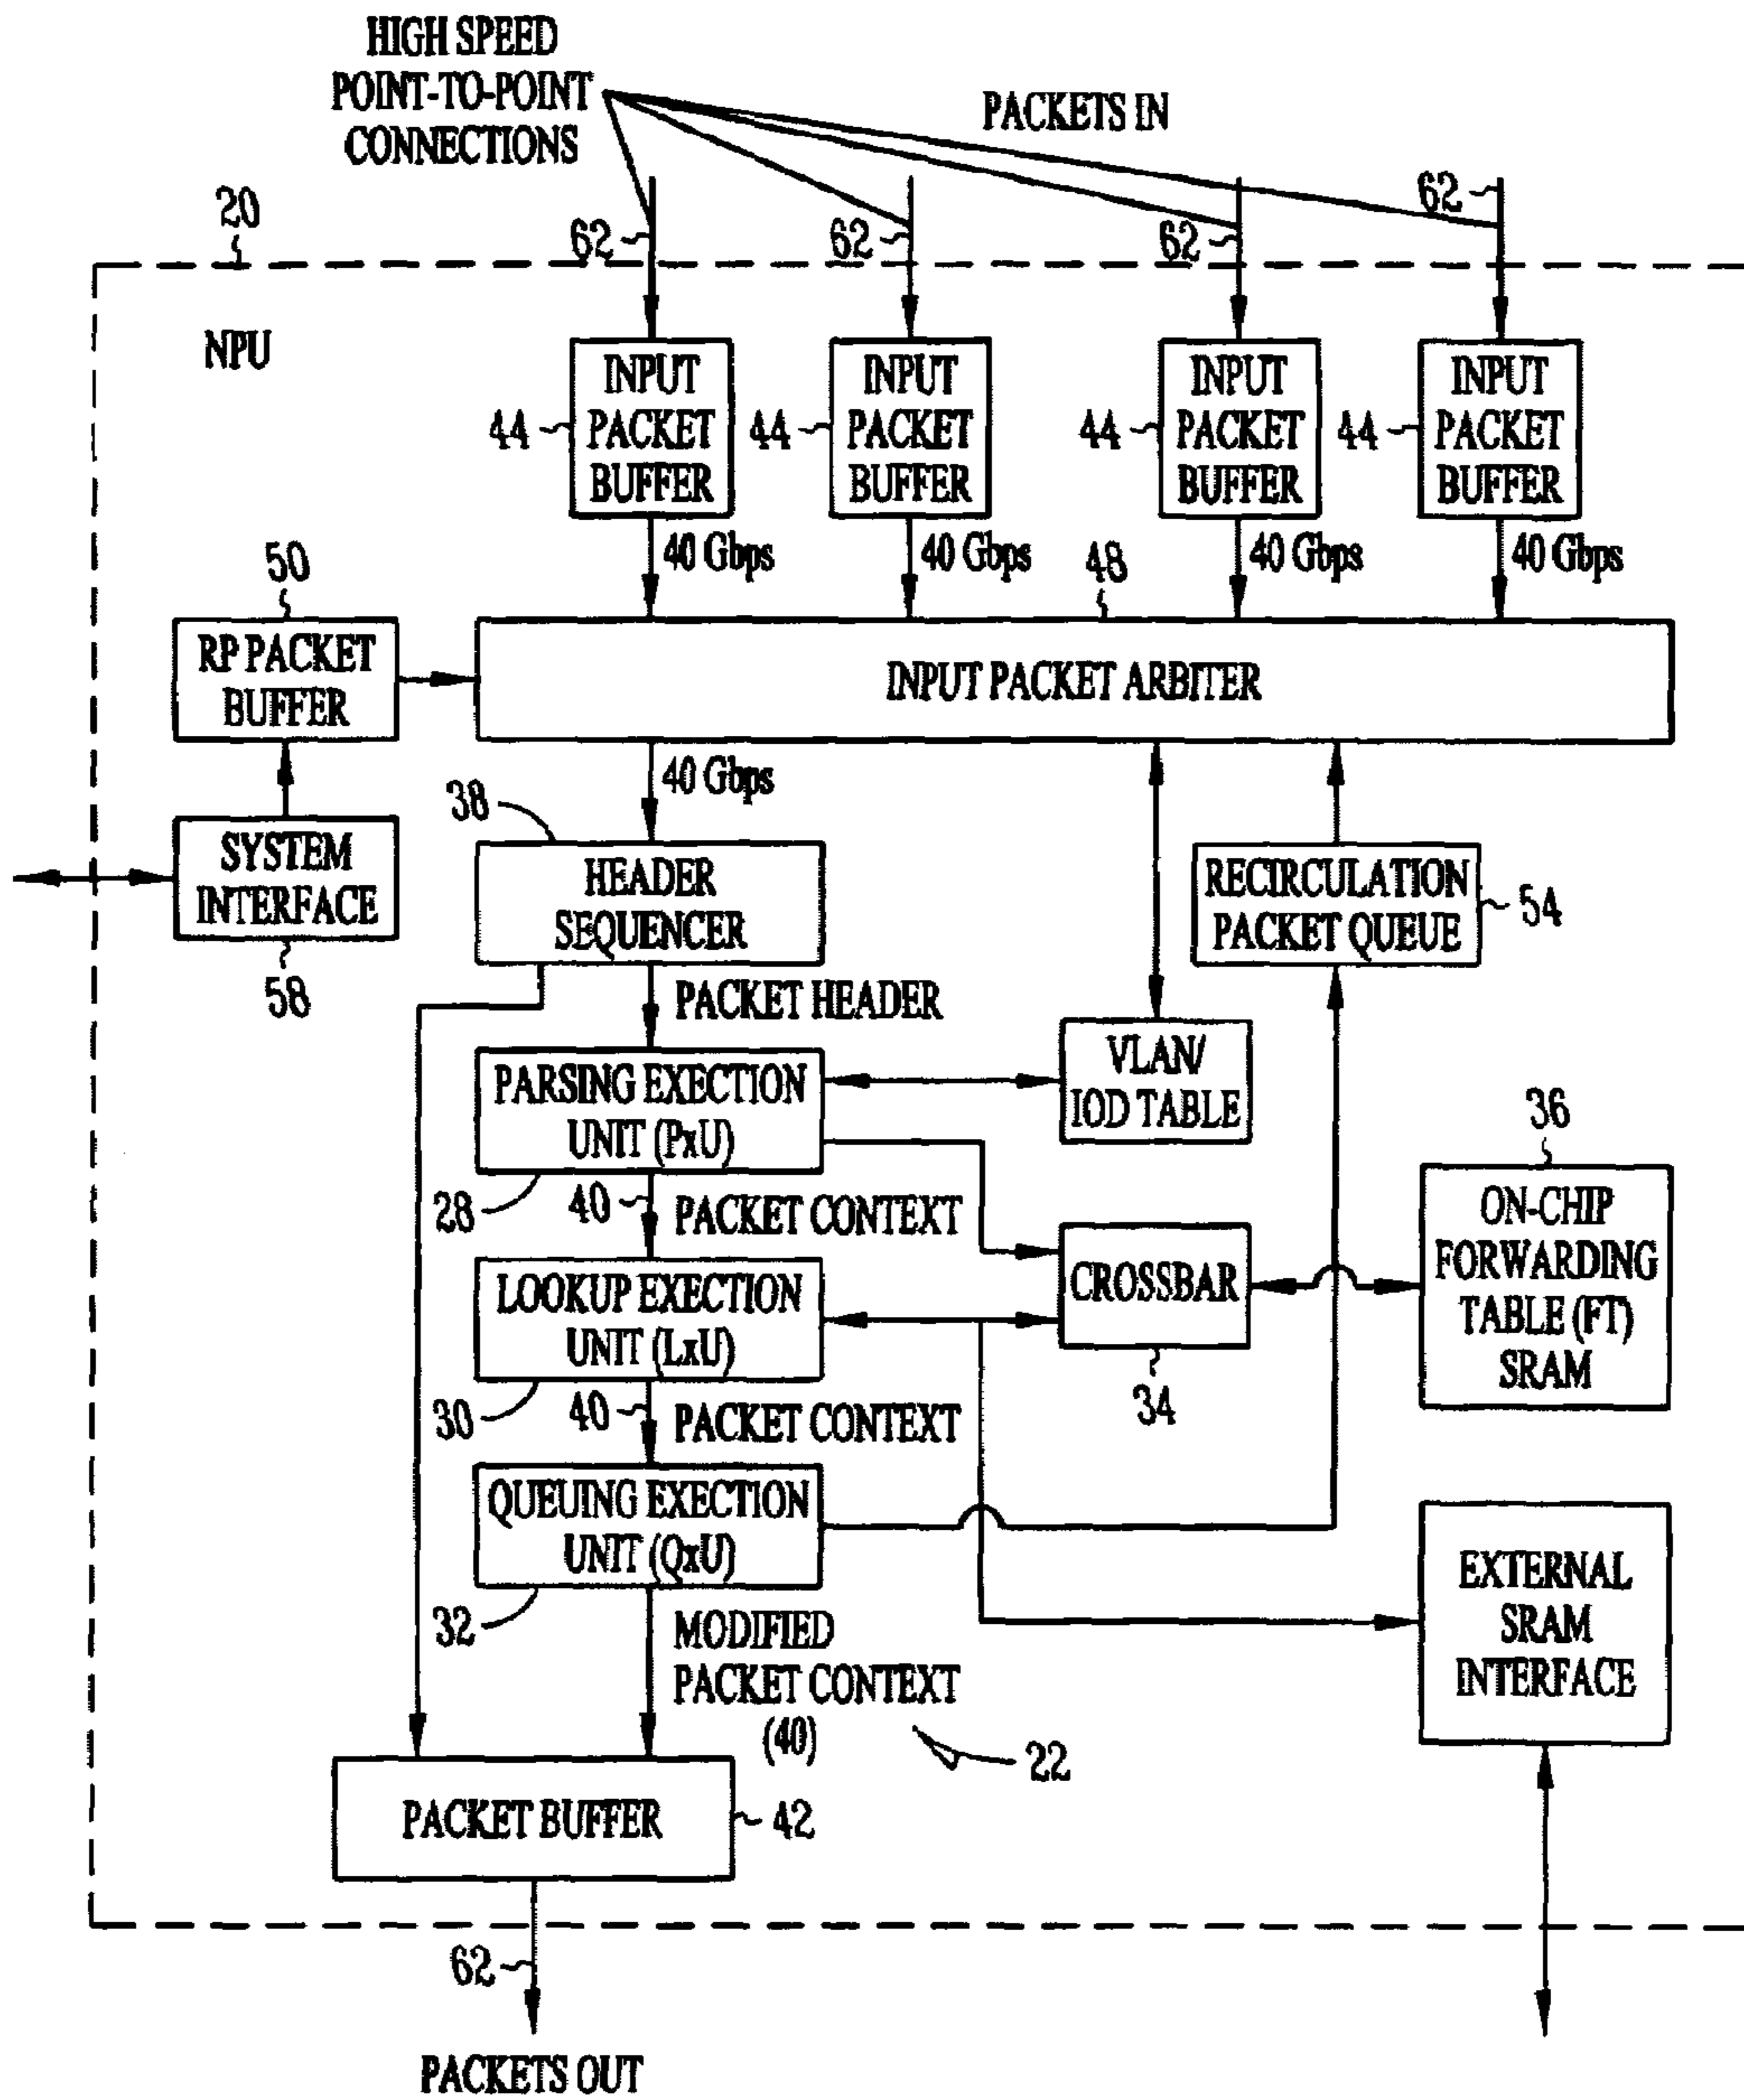 HIGH SPEED
POINT-TO-POINT
CONNECTIONS
PACKETS IN
20
62
62
62
62
NPU
INPUT
PACKET
BUFFER
INPUT
PACKET
BUFFER
INPUT
PACKET
BUFFER
INPUT
PACKET
BUFFER
44
44
44
44
40 Gbps
40 Gbps
40 Gbps
40 Gbps
50
48
RP PACKET
BUFFER
INPUT PACKET ARBITER
40 Gbps
38
SYSTEM
INTERFACE
58
HEADER
SEQUENCER
RECIRCULATION
PACKET QUEUE
54
PACKET HEADER
PARSING EXECTION
UNIT (PxU)
VLAN/
IOD TABLE
28
40
PACKET CONTEXT
36
ON-CHIP
FORWARDING
TABLE (FT)
SRAM
CROSSBAR
34
LOOKUP EXECTION
UNIT (LxU)
30
40
PACKET CONTEXT
QUEUING EXECTION
UNIT (QxU)
32
MODIFIED
PACKET CONTEXT
(40)
22
EXTERNAL
SRAM
INTERFACE
PACKET BUFFER
42
62
PACKETS OUT